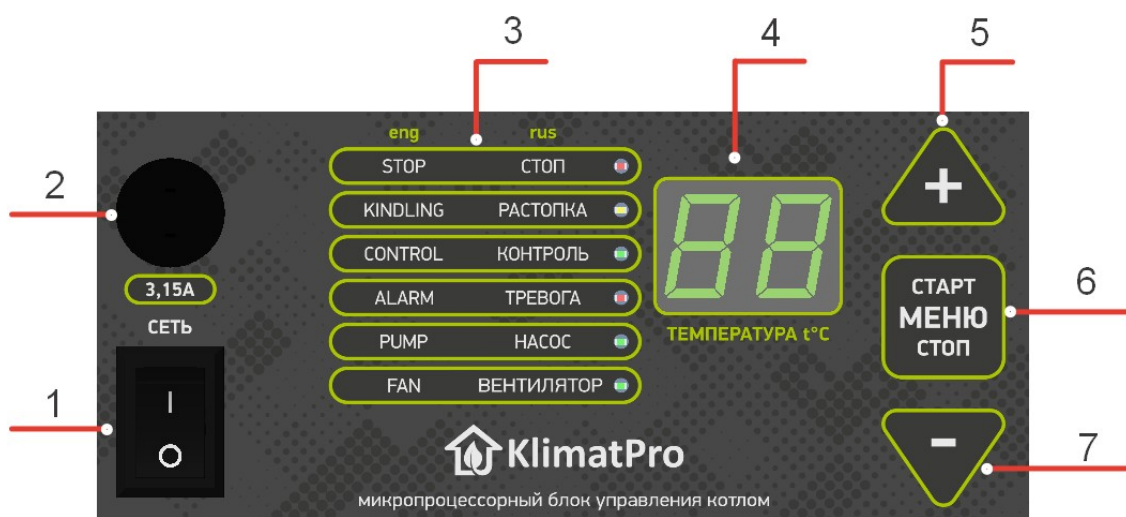 3
4
5
eng rus
STOP СТОП
2
KINDLING РАСТОПКА
+
CONTROL КОНТРОЛЬ
88
3,15А
ALARM ТРЕВОГА
СТАРТ
МЕНЮ
СТОП
6
СЕТЬ
PUMP НАСОС
ТЕМПЕРАТУРА t°C
FAN ВЕНТИЛЯТОР
1
I
O
KlimatPro
-
7
микропроцессорный блок управления котлом